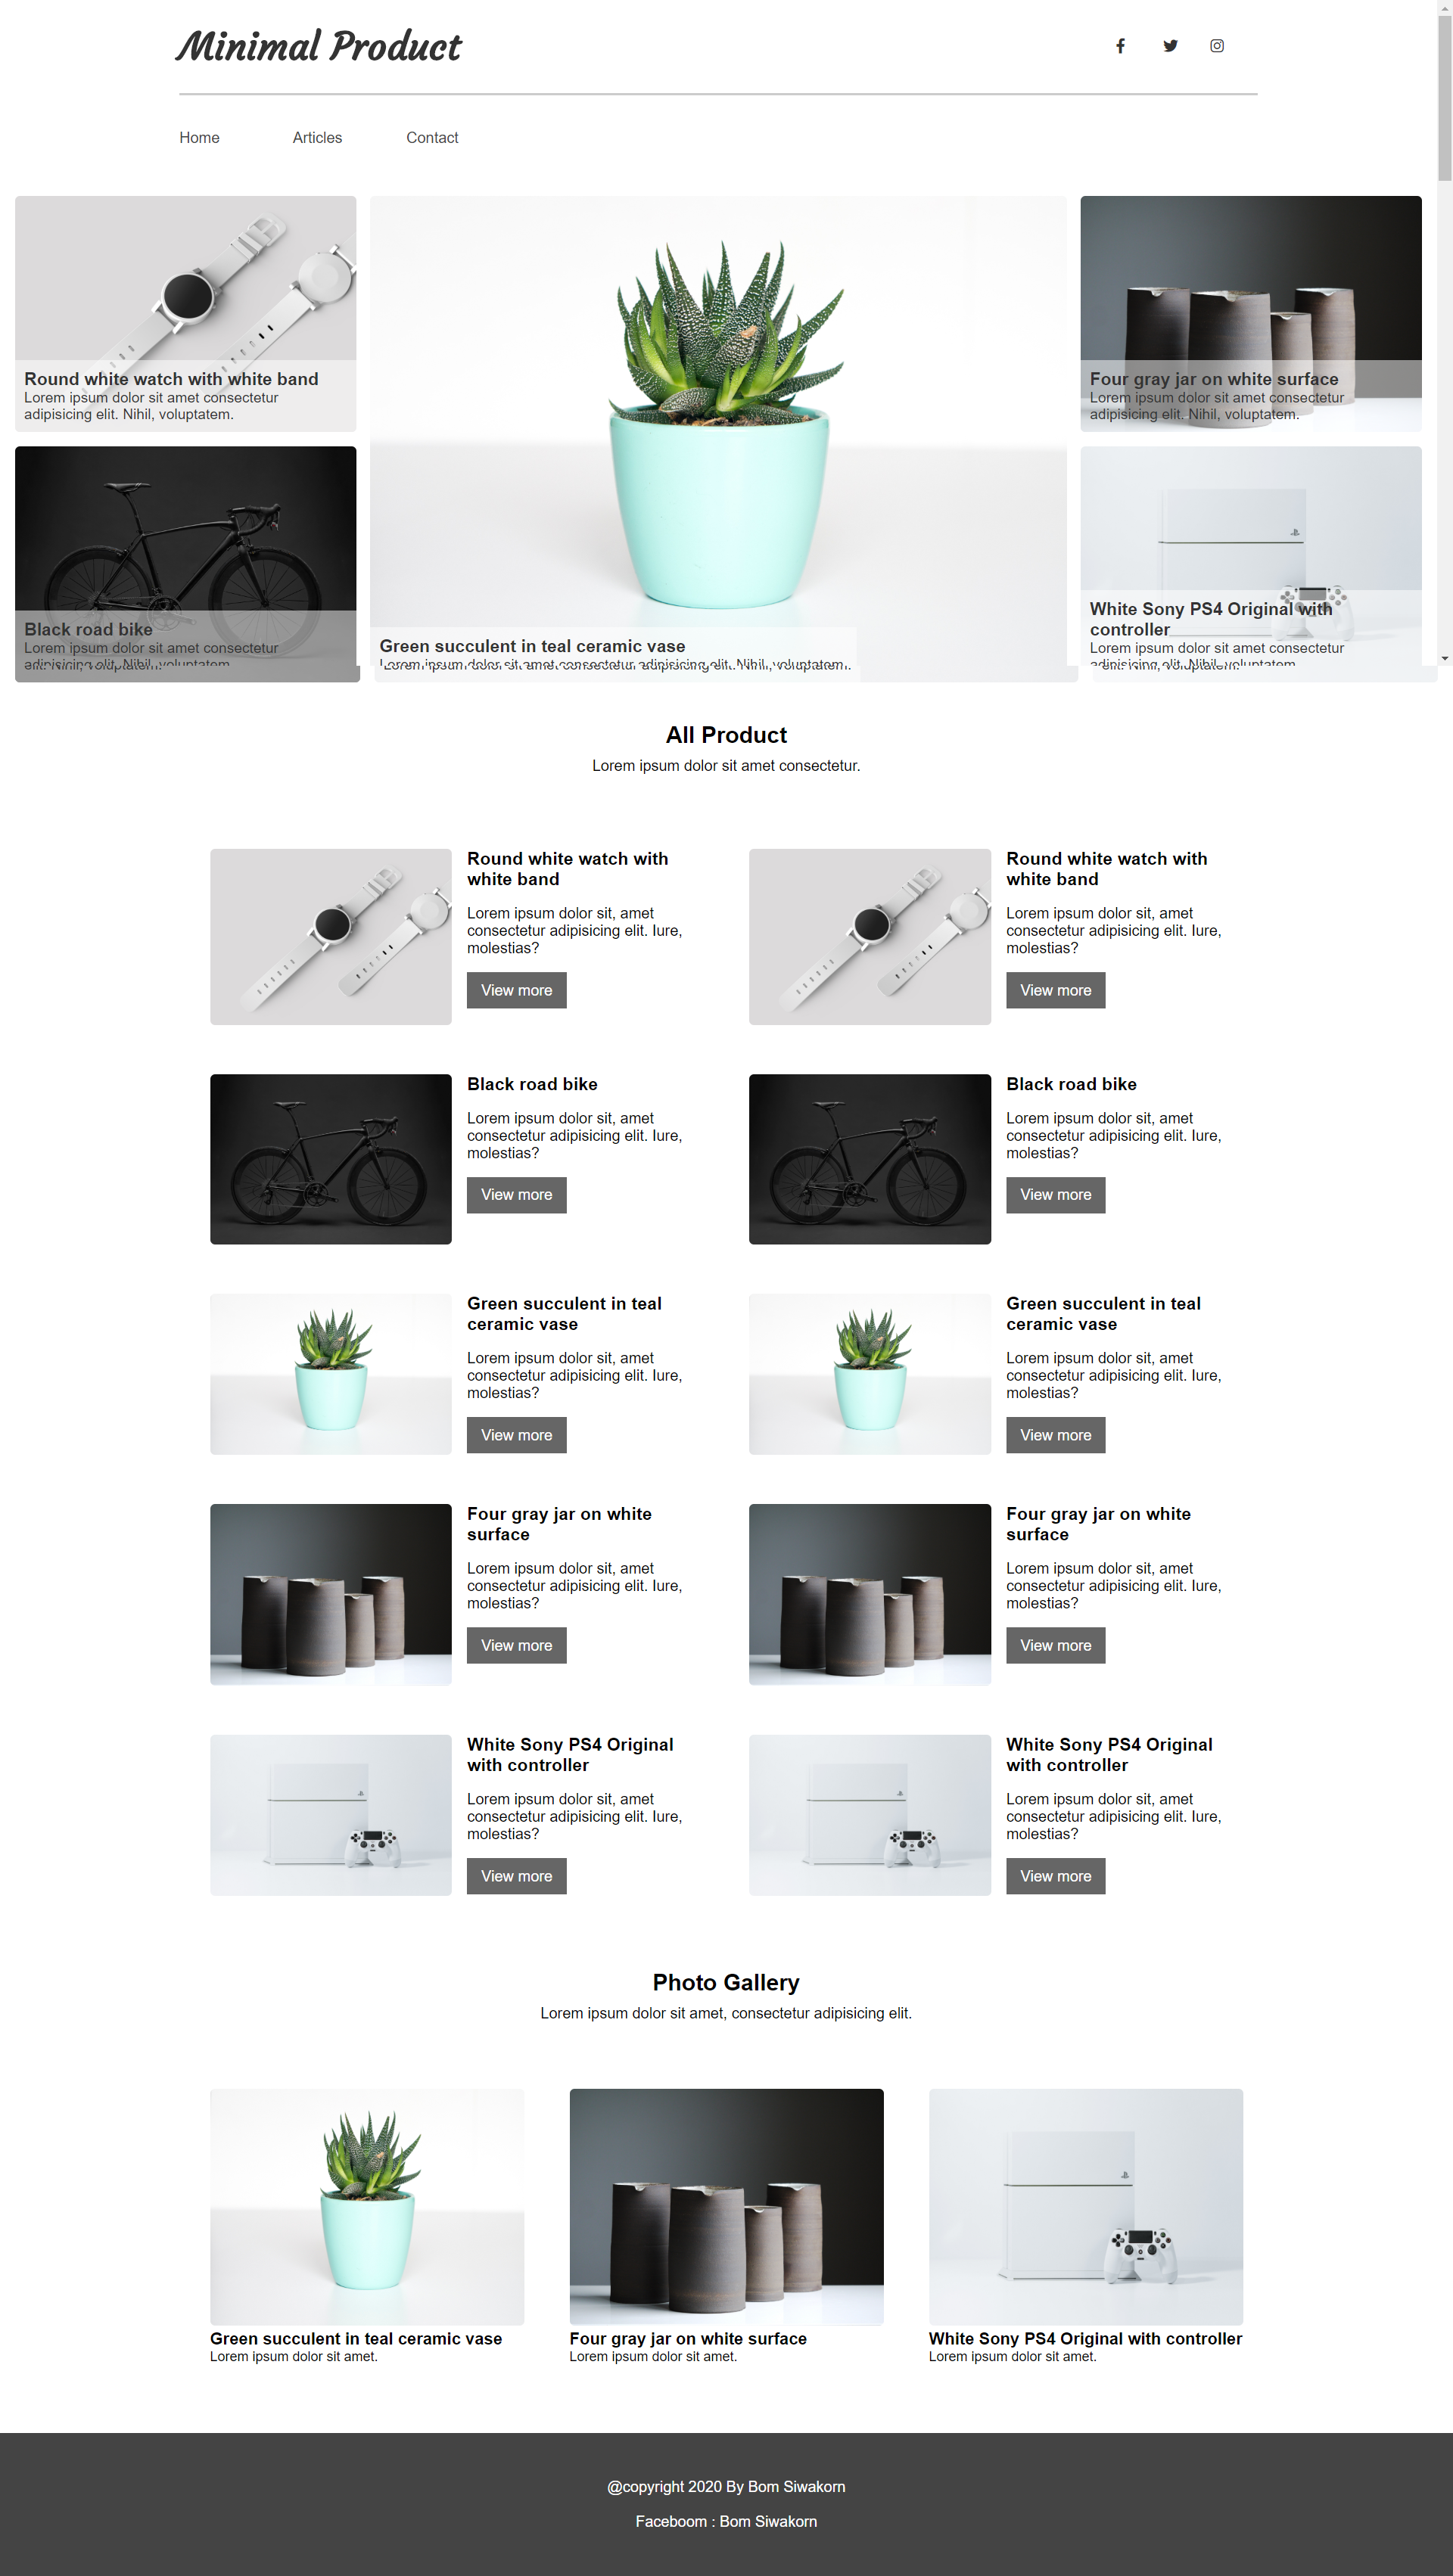 Minimal Product
Home Articles Contact
Round white watch with white band
Lorem ipsum dolor sit amet consectetur
adipisicing elit. Nihil, voluptatem.
Black road bike
Lorem ipsum dolor sit amet consectetur
adipisicing elit. Nihil, voluptatem.
Green succulent in teal ceramic vase
Lorem ipsum dolor sit amet consectetur adipisicing elit. Nihil, voluptatem.
Four gray jar on white surface
Lorem ipsum dolor sit amet consectetur
adipisicing elit. Nihil, voluptatem.
White Sony PS4 Original with
controller
Lorem ipsum dolor sit amet consectetur
adipisicing elit. Nihil, voluptatem.
All Product
Lorem ipsum dolor sit amet consectetur.
Round white watch with
white band
Lorem ipsum dolor sit, amet
consectetur adipisicing elit. Iure,
molestias?
View more
Round white watch with
white band
Lorem ipsum dolor sit, amet
consectetur adipisicing elit. Iure,
molestias?
View more
Black road bike
Lorem ipsum dolor sit, amet
consectetur adipisicing elit. Iure,
molestias?
View more
Black road bike
Lorem ipsum dolor sit, amet
consectetur adipisicing elit. Iure,
molestias?
View more
Green succulent in teal
ceramic vase
Lorem ipsum dolor sit, amet
consectetur adipisicing elit. Iure,
molestias?
View more
Green succulent in teal
ceramic vase
Lorem ipsum dolor sit, amet
consectetur adipisicing elit. Iure,
molestias?
View more
Four gray jar on white
surface
Lorem ipsum dolor sit, amet
consectetur adipisicing elit. Iure,
molestias?
View more
Four gray jar on white
surface
Lorem ipsum dolor sit, amet
consectetur adipisicing elit. Iure,
molestias?
View more
White Sony PS4 Original
with controller
Lorem ipsum dolor sit, amet
consectetur adipisicing elit. Iure,
molestias?
View more
White Sony PS4 Original
with controller
Lorem ipsum dolor sit, amet
consectetur adipisicing elit. Iure,
molestias?
View more
Photo Gallery
Lorem ipsum dolor sit amet, consectetur adipisicing elit.
Green succulent in teal ceramic vase
Lorem ipsum dolor sit amet.
Four gray jar on white surface
Lorem ipsum dolor sit amet.
White Sony PS4 Original with controller
Lorem ipsum dolor sit amet.
@copyright 2020 By Bom Siwakorn
Faceboom : Bom Siwakorn